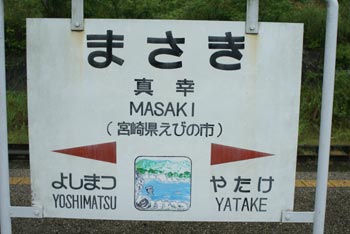 まさき
真幸
MASAKI
（宮崎県えびの市）
よしまつ やたけ
YOSHIMATSU YATAKE